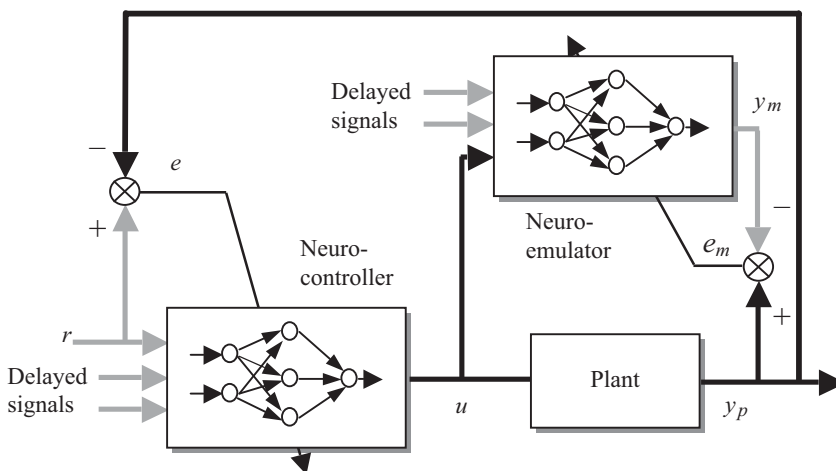 Delayed
signals
y_m
−
e
Neuro-
emulator
−
+
e_m
Neuro-
controller
+
r
Delayed
signals
Plant
u
y_p